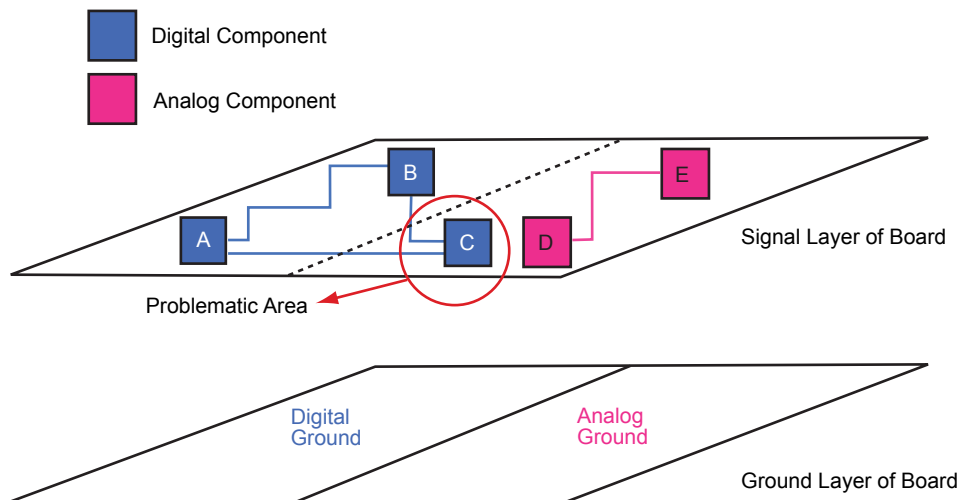 Digital Component
Analog Component
B
E
A
C
D
Signal Layer of Board
Problematic Area
Digital
Ground
Analog
Ground
Ground Layer of Board